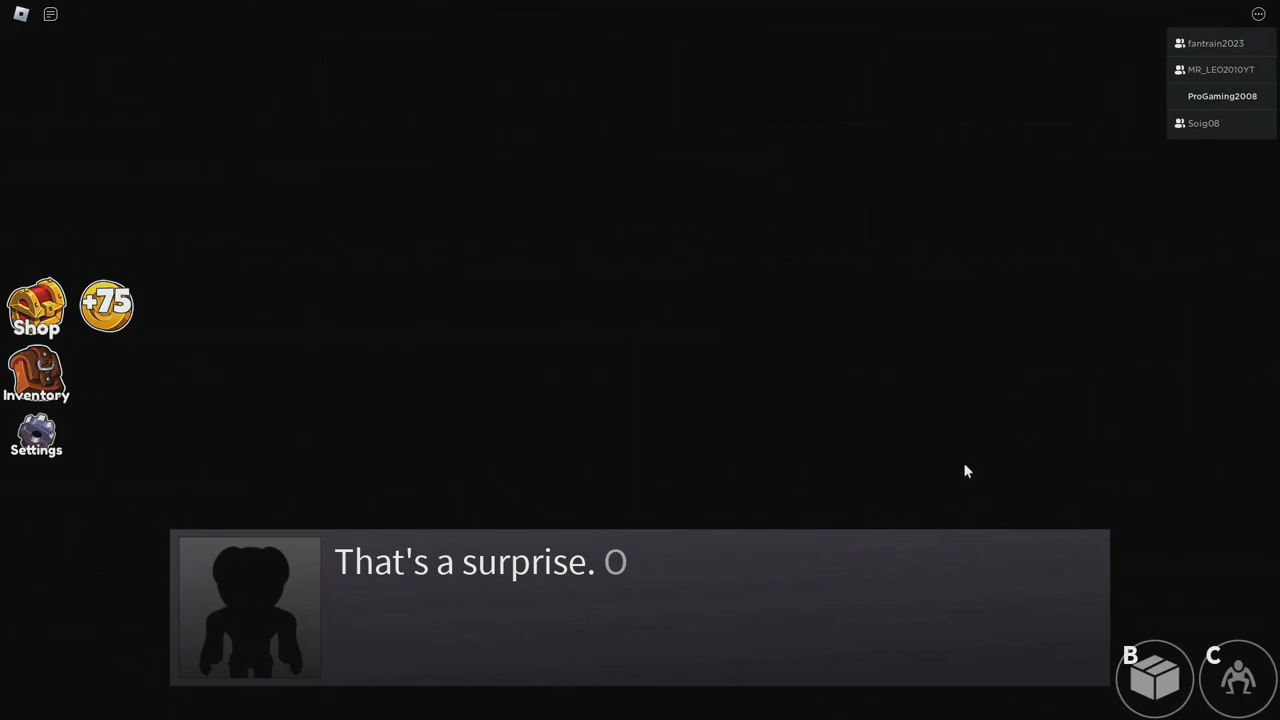 fantrain2023
MR_LEO2010YT
ProGaming2008
Soig08
+75
Shop
Inventory
Settings
That's a surprise. O
B
C